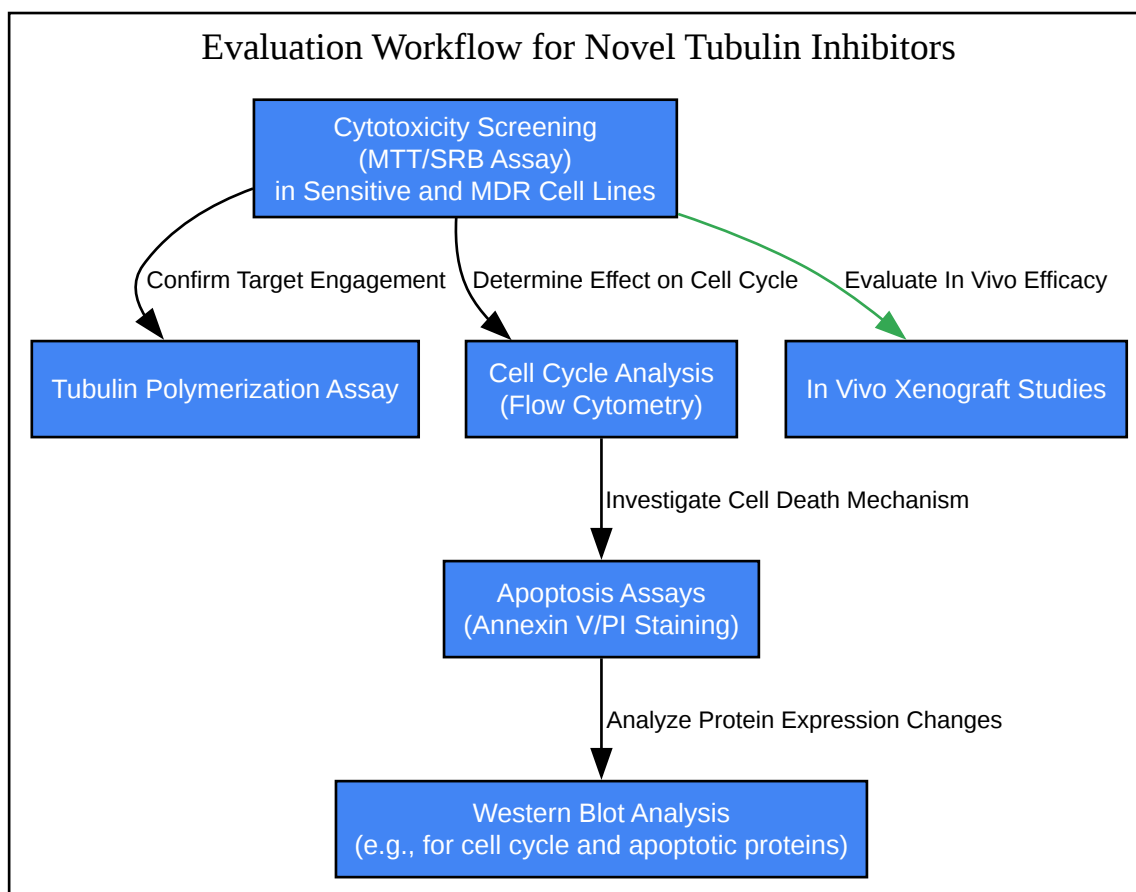 Evaluation Workflow for Novel Tubulin Inhibitors
Cytotoxicity Screening
(MTT/SRB Assay)
in Sensitive and MDR Cell Lines
Confirm Target Engagement
Determine Effect on Cell Cycle
Evaluate In Vivo Efficacy
Tubulin Polymerization Assay
Cell Cycle Analysis
(Flow Cytometry)
In Vivo Xenograft Studies
Investigate Cell Death Mechanism
Apoptosis Assays
(Annexin V/PI Staining)
Analyze Protein Expression Changes
Western Blot Analysis
(e.g., for cell cycle and apoptotic proteins)